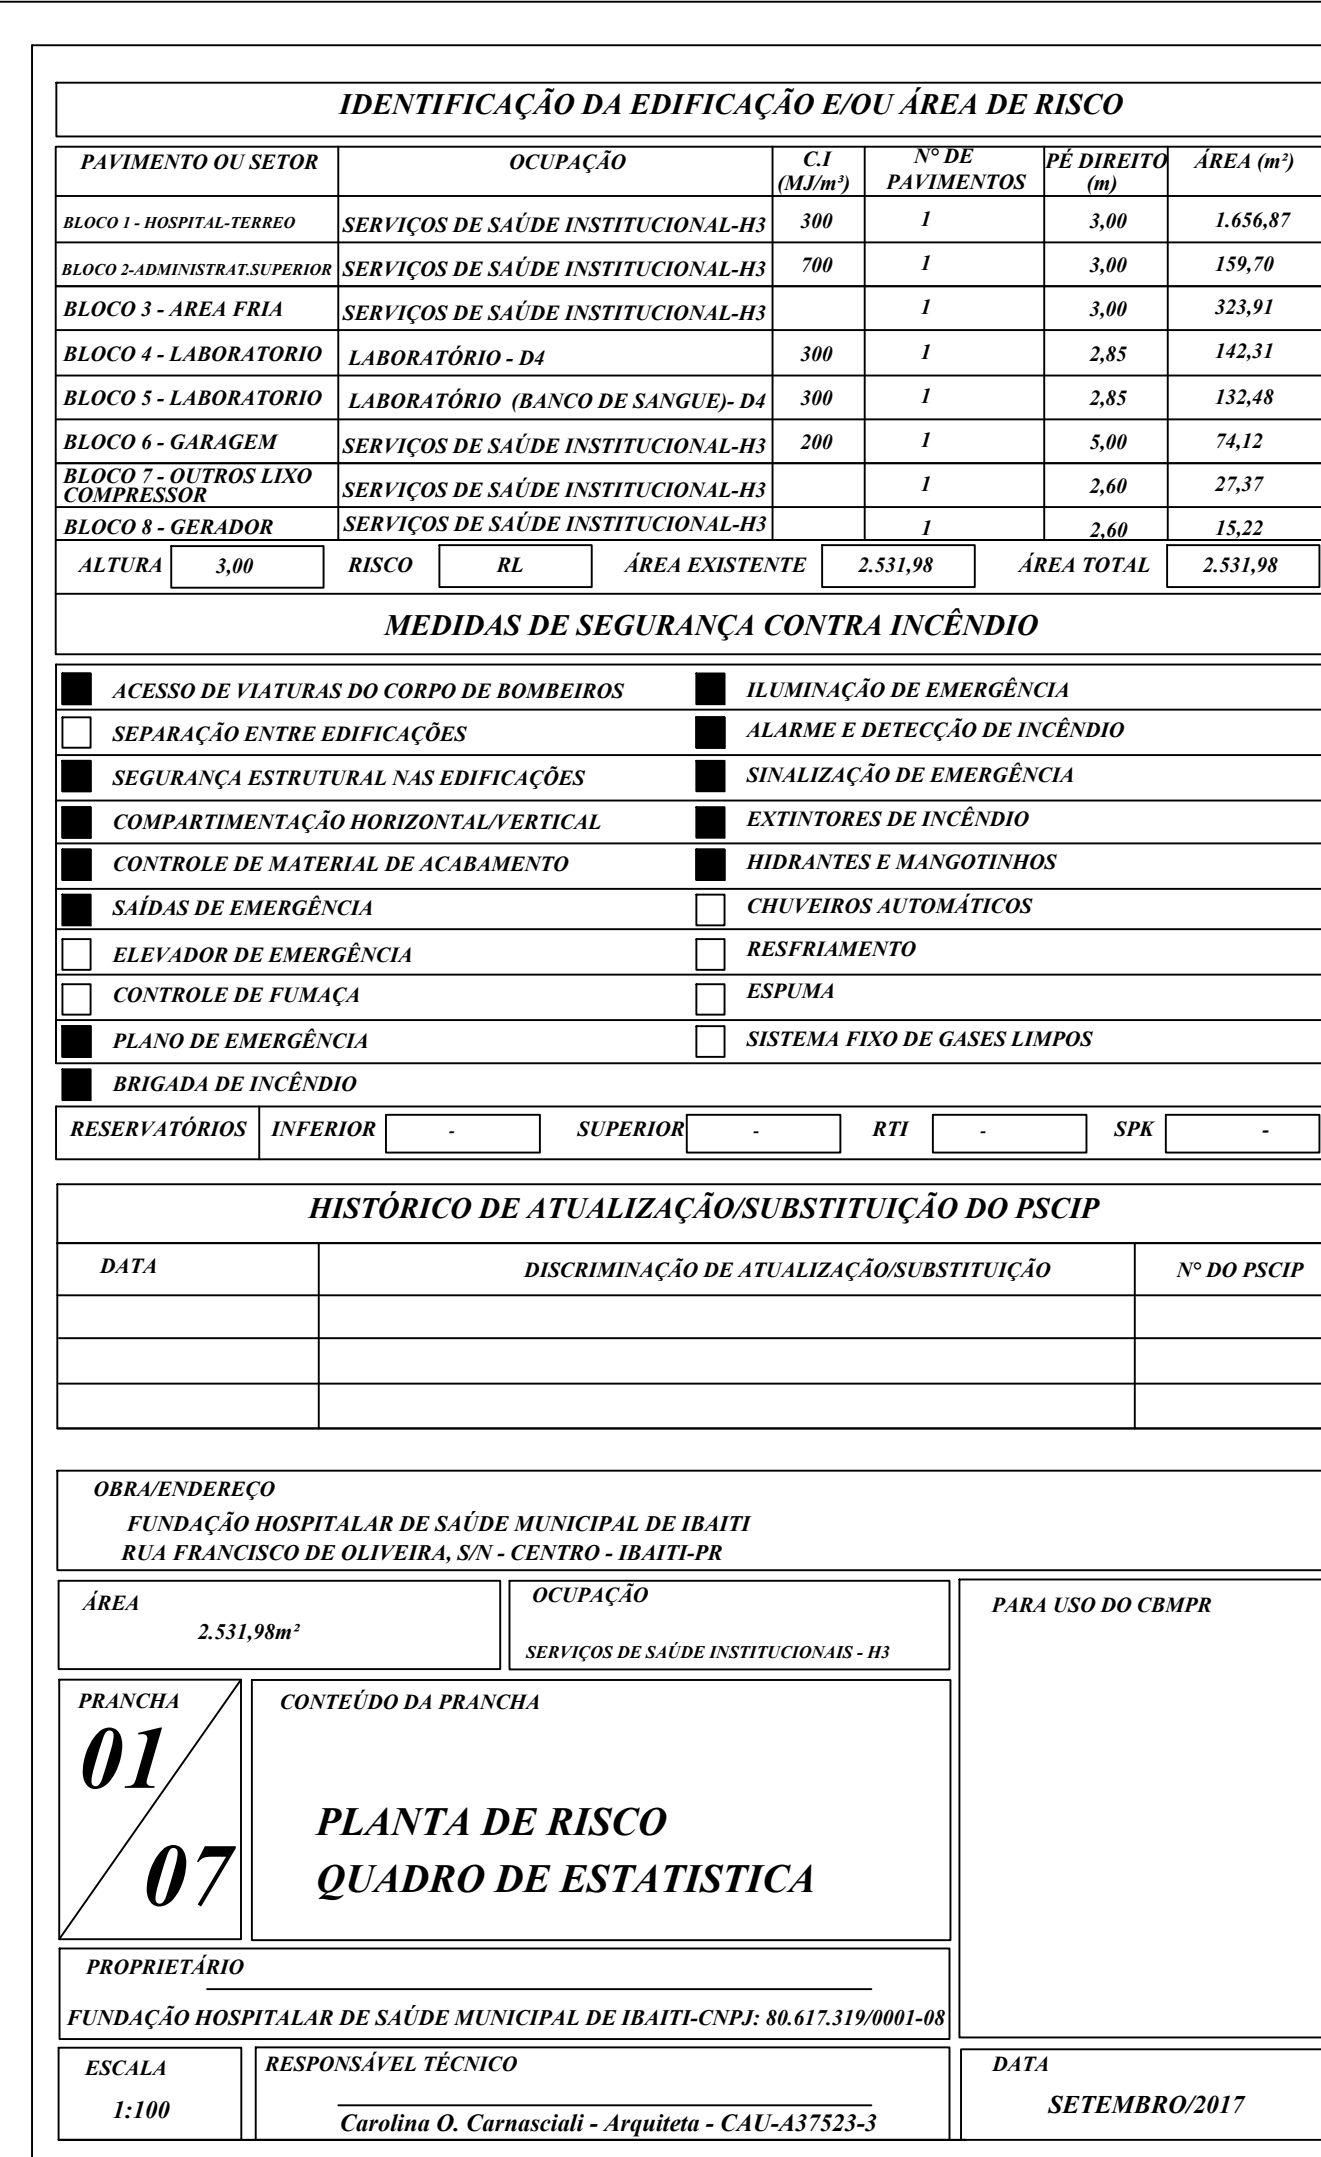 IDENTIFICAÇÃO DA EDIFICAÇÃO E/OU ÁREA DE RISCO
PAVIMENTO OU SETOR OCUPAÇÃO C.I (MJ/m³) N° DE PAVIMENTOS PÉ DIREITO (m) ÁREA (m²)
BLOCO 1 - HOSPITAL-TERREO SERVIÇOS DE SAÚDE INSTITUCIONAL-H3 300 1 3,00 1.656,87
BLOCO 2-ADMINISTRAT.SUPERIOR SERVIÇOS DE SAÚDE INSTITUCIONAL-H3 700 1 3,00 159,70
BLOCO 3 - AREA FRIA SERVIÇOS DE SAÚDE INSTITUCIONAL-H3 1 3,00 323,91
BLOCO 4 - LABORATORIO LABORATÓRIO - D4 300 1 2,85 142,31
BLOCO 5 - LABORATORIO LABORATÓRIO (BANCO DE SANGUE)- D4 300 1 2,85 132,48
BLOCO 6 - GARAGEM SERVIÇOS DE SAÚDE INSTITUCIONAL-H3 200 1 5,00 74,12
BLOCO 7 - OUTROS LIXO COMPRESSOR SERVIÇOS DE SAÚDE INSTITUCIONAL-H3 1 2,60 27,37
BLOCO 8 - GERADOR SERVIÇOS DE SAÚDE INSTITUCIONAL-H3 1 2,60 15,22
ALTURA 3,00 RISCO RL ÁREA EXISTENTE 2.531,98 ÁREA TOTAL 2.531,98
MEDIDAS DE SEGURANÇA CONTRA INCÊNDIO
ACESSO DE VIATURAS DO CORPO DE BOMBEIROS ILUMINAÇÃO DE EMERGÊNCIA
SEPARAÇÃO ENTRE EDIFICAÇÕES ALARME E DETECÇÃO DE INCÊNDIO
SEGURANÇA ESTRUTURAL NAS EDIFICAÇÕES SINALIZAÇÃO DE EMERGÊNCIA
COMPARTIMENTAÇÃO HORIZONTAL/VERTICAL EXTINTORES DE INCÊNDIO
CONTROLE DE MATERIAL DE ACABAMENTO HIDRANTES E MANGOTINHOS
SAÍDAS DE EMERGÊNCIA CHUVEIROS AUTOMÁTICOS
ELEVADOR DE EMERGÊNCIA RESFRIAMENTO
CONTROLE DE FUMAÇA ESPUMA
PLANO DE EMERGÊNCIA SISTEMA FIXO DE GASES LIMPOS
BRIGADA DE INCÊNDIO
RESERVATÓRIOS INFERIOR - SUPERIOR - RTI - SPK -
HISTÓRICO DE ATUALIZAÇÃO/SUBSTITUIÇÃO DO PSCIP
DATA DISCRIMINAÇÃO DE ATUALIZAÇÃO/SUBSTITUIÇÃO N° DO PSCIP
OBRA/ENDEREÇO
FUNDAÇÃO HOSPITALAR DE SAÚDE MUNICIPAL DE IBAITI
RUA FRANCISCO DE OLIVEIRA, S/N - CENTRO - IBAITI-PR
ÁREA
2.531,98m²
OCUPAÇÃO
SERVIÇOS DE SAÚDE INSTITUCIONAIS - H3
PARA USO DO CBMPR
PRANCHA
01
07
CONTEÚDO DA PRANCHA
PLANTA DE RISCO
QUADRO DE ESTATISTICA
PROPRIETÁRIO
FUNDAÇÃO HOSPITALAR DE SAÚDE MUNICIPAL DE IBAITI-CNPJ: 80.617.319/0001-08
ESCALA
1:100
RESPONSÁVEL TÉCNICO
Carolina O. Carnasciali - Arquiteta - CAU-A37523-3
DATA
SETEMBRO/2017